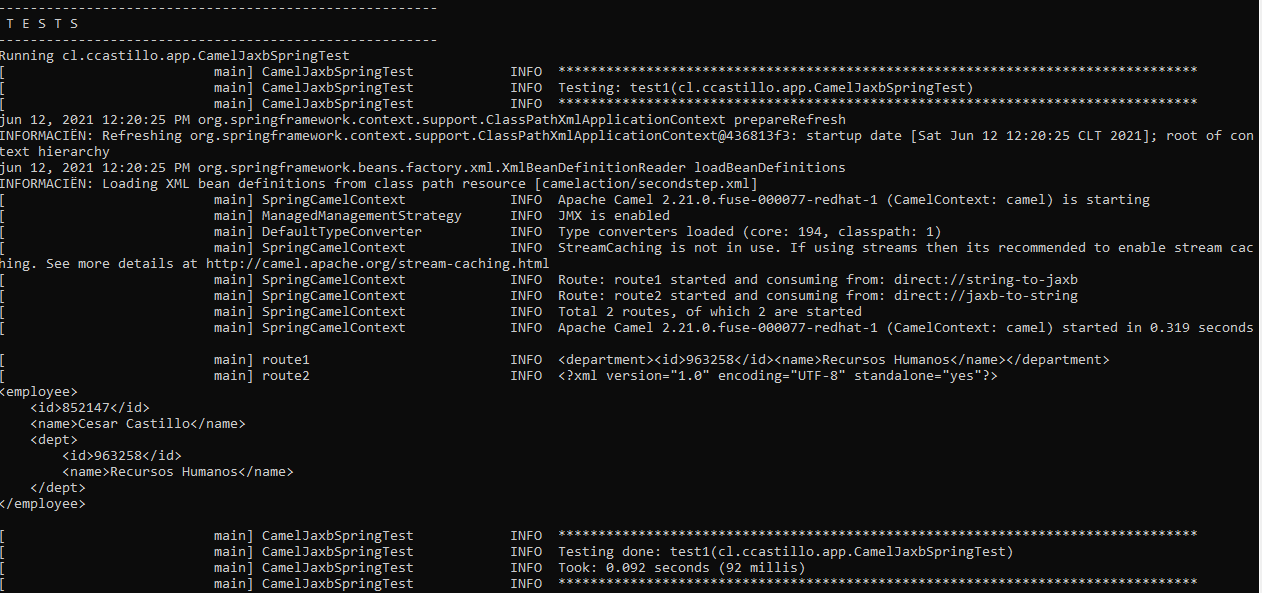 -------------------------------------------------------
 T E S T S
-------------------------------------------------------
Running cl.ccastillo.app.CamelJaxbSpringTest
[                          main] CamelJaxbSpringTest            INFO  ********************************************************************************
[                          main] CamelJaxbSpringTest            INFO  Testing: test1(cl.ccastillo.app.CamelJaxbSpringTest)
[                          main] CamelJaxbSpringTest            INFO  ********************************************************************************
jun 12, 2021 12:20:25 PM org.springframework.context.support.ClassPathXmlApplicationContext prepareRefresh
INFORMACIËN: Refreshing org.springframework.context.support.ClassPathXmlApplicationContext@436813f3: startup date [Sat Jun 12 12:20:25 CLT 2021]; root of con
text hierarchy
jun 12, 2021 12:20:25 PM org.springframework.beans.factory.xml.XmlBeanDefinitionReader loadBeanDefinitions
INFORMACIËN: Loading XML bean definitions from class path resource [camelaction/secondstep.xml]
[                          main] SpringCamelContext             INFO  Apache Camel 2.21.0.fuse-000077-redhat-1 (CamelContext: camel) is starting
[                          main] ManagedManagementStrategy      INFO  JMX is enabled
[                          main] DefaultTypeConverter           INFO  Type converters loaded (core: 194, classpath: 1)
[                          main] SpringCamelContext             INFO  StreamCaching is not in use. If using streams then its recommended to enable stream cac
hing. See more details at http://camel.apache.org/stream-caching.html
[                          main] SpringCamelContext             INFO  Route: route1 started and consuming from: direct://string-to-jaxb
[                          main] SpringCamelContext             INFO  Route: route2 started and consuming from: direct://jaxb-to-string
[                          main] SpringCamelContext             INFO  Total 2 routes, of which 2 are started
[                          main] SpringCamelContext             INFO  Apache Camel 2.21.0.fuse-000077-redhat-1 (CamelContext: camel) started in 0.319 seconds

[                          main] route1                         INFO  <department><id>963258</id><name>Recursos Humanos</name></department>
[                          main] route2                         INFO  <?xml version="1.0" encoding="UTF-8" standalone="yes"?>
<employee>
    <id>852147</id>
    <name>Cesar Castillo</name>
    <dept>
        <id>963258</id>
        <name>Recursos Humanos</name>
    </dept>
</employee>

[                          main] CamelJaxbSpringTest            INFO  ********************************************************************************
[                          main] CamelJaxbSpringTest            INFO  Testing done: test1(cl.ccastillo.app.CamelJaxbSpringTest)
[                          main] CamelJaxbSpringTest            INFO  Took: 0.092 seconds (92 millis)
[                          main] CamelJaxbSpringTest            INFO  ********************************************************************************